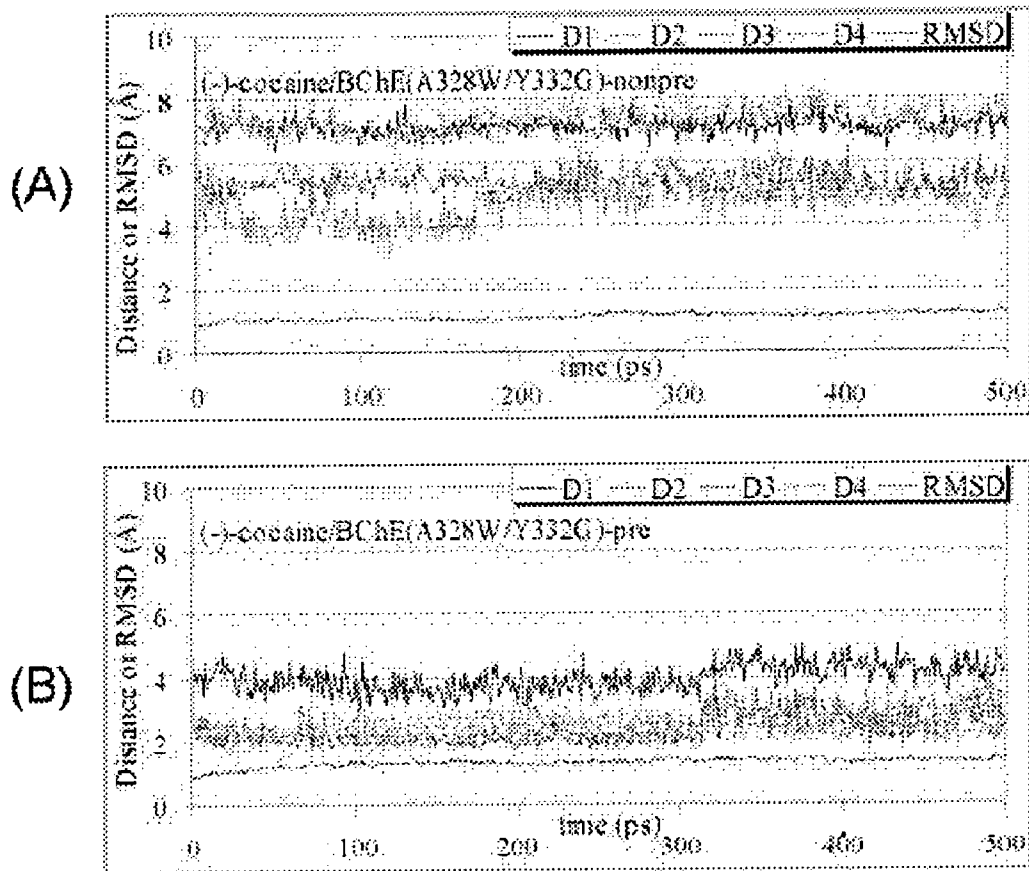 (A)
D1 D2 D3 D4 RMSD
(-)-cocaine/BChE(A328W/Y332G)-nonpre
Distance or RMSD (A)
10
8
6
4
2
0
time (ps)
0 100 200 300 400 500
(B)
D1 D2 D3 D4 RMSD
(-)-cocaine/BChE(A328W/Y332G)-pre
Distance or RMSD (A)
10
8
6
4
2
0
time (ps)
0 100 200 300 400 500